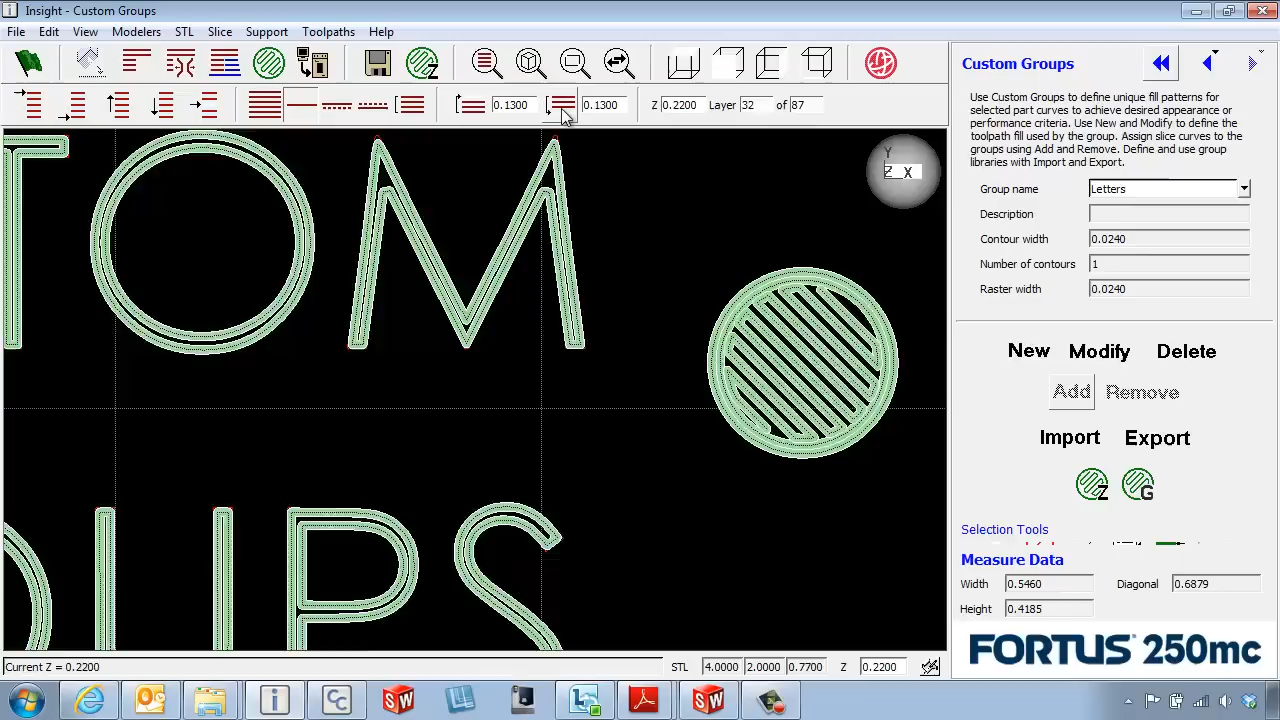 Insight - Custom Groups
File Edit View Modelers STL Slice Support Toolpaths Help
Z
0.1300 0.1300 Z 0.2200 Layer 32 of 87
TOM
OUPS
Y
Z X
Custom Groups
Use Custom Groups to define unique fill patterns for
selected part curves to achieve desired appearance or
performance criteria. Use New and Modify to define the
toolpath fill used by the group. Assign slice curves to the
groups using Add and Remove. Define and use group
libraries with Import and Export.
Group name Letters
Description
Contour width 0.0240
Number of contours 1
Raster width 0.0240
New Modify Delete
Add Remove
Import Export
Z G
Selection Tools
Measure Data
Width 0.5460 Diagonal 0.6879
Height 0.4185
FORTUS 250mc
Current Z = 0.2200 STL 4.0000 2.0000 0.7700 Z 0.2200